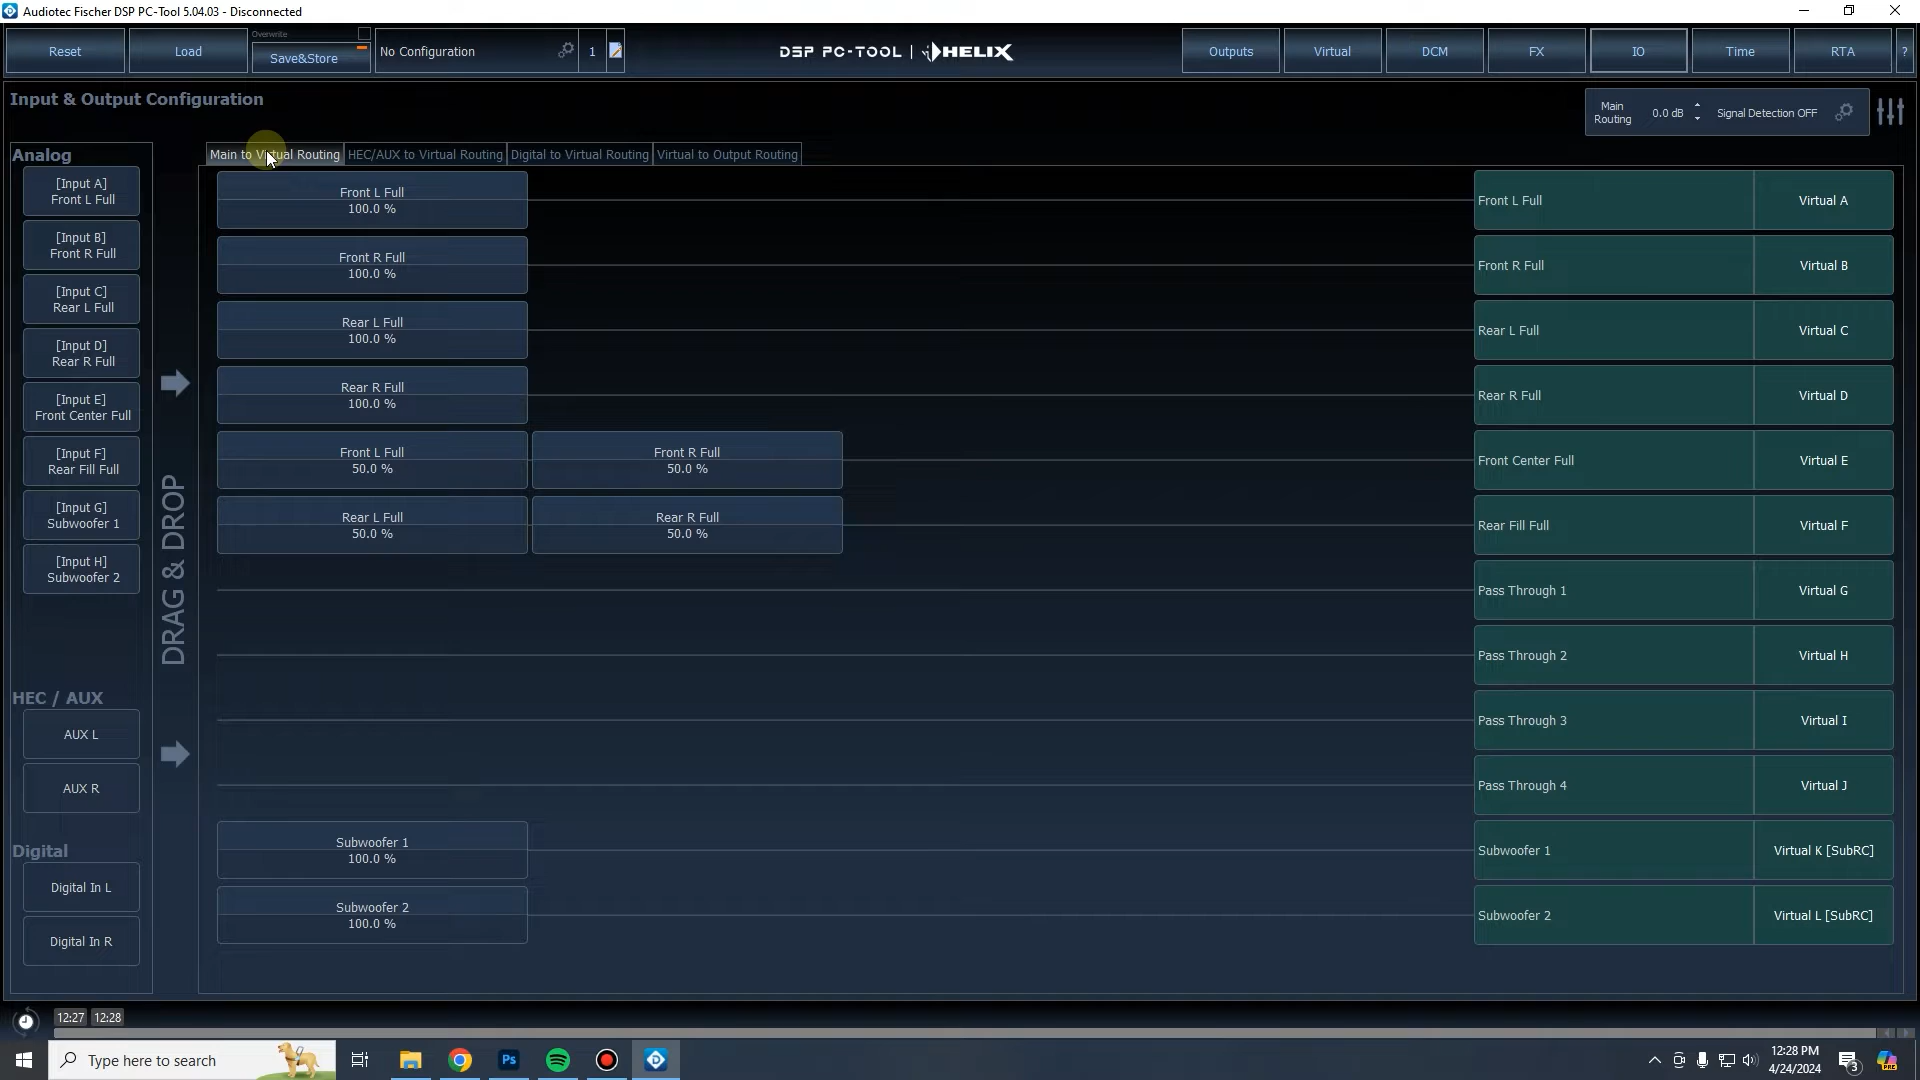 Audiotec Fischer DSP PC-Tool 5.04.03 - Disconnected
Reset
Load
Overwrite
Save&Store
No Configuration
1
DSP PC-TOOL | HELIX
Outputs
Virtual
DCM
FX
IO
Time
RTA
?
Input & Output Configuration
Main
Routing
0.0 dB
Signal Detection OFF
Analog
Main to Virtual Routing
HEC/AUX to Virtual Routing
Digital to Virtual Routing
Virtual to Output Routing
[Input A]
Front L Full
[Input B]
Front R Full
[Input C]
Rear L Full
[Input D]
Rear R Full
[Input E]
Front Center Full
[Input F]
Rear Fill Full
[Input G]
Subwoofer 1
[Input H]
Subwoofer 2
HEC / AUX
AUX L
AUX R
Digital
Digital In L
Digital In R
DRAG & DROP
Front L Full
100.0 %
Front L Full
Virtual A
Front R Full
100.0 %
Front R Full
Virtual B
Rear L Full
100.0 %
Rear L Full
Virtual C
Rear R Full
100.0 %
Rear R Full
Virtual D
Front L Full
50.0 %
Front R Full
50.0 %
Front Center Full
Virtual E
Rear L Full
50.0 %
Rear R Full
50.0 %
Rear Fill Full
Virtual F
Pass Through 1
Virtual G
Pass Through 2
Virtual H
Pass Through 3
Virtual I
Pass Through 4
Virtual J
Subwoofer 1
100.0 %
Subwoofer 1
Virtual K [SubRC]
Subwoofer 2
100.0 %
Subwoofer 2
Virtual L [SubRC]
12:27
12:28
Type here to search
Ps
12:28 PM
4/24/2024
3
PRE